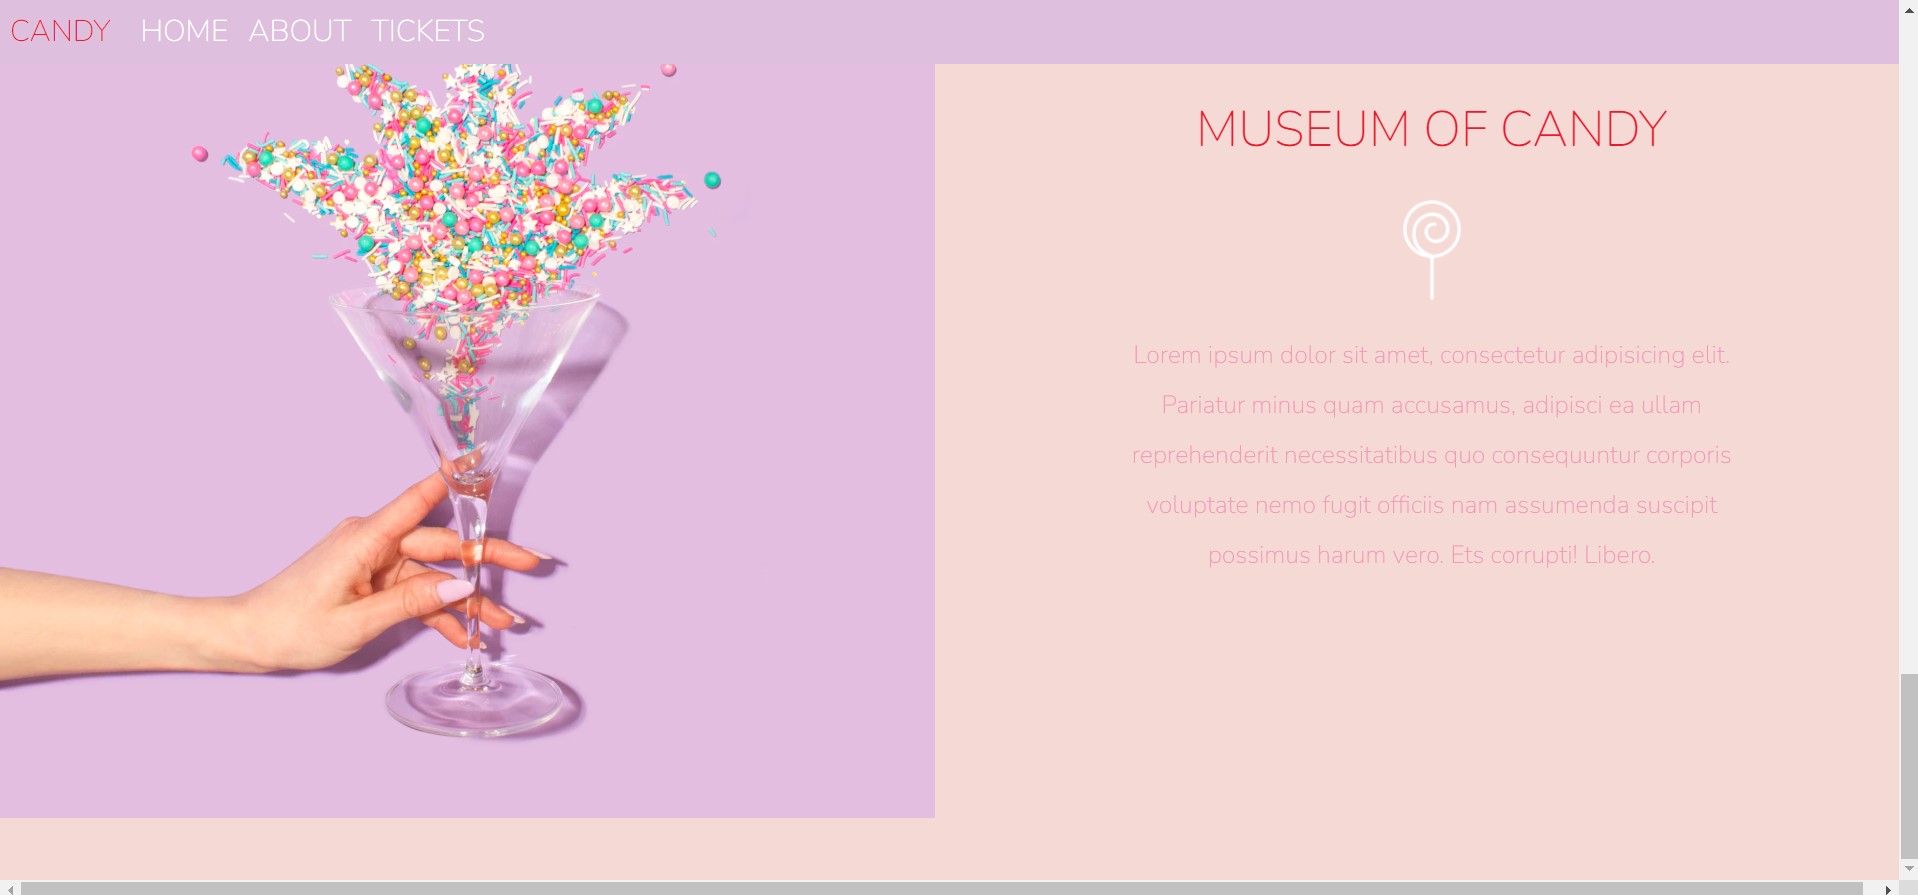 CANDY HOME ABOUT TICKETS
MUSEUM OF CANDY
Lorem ipsum dolor sit amet, consectetur adipisicing elit.
Pariatur minus quam accusamus, adipisci ea ullam
reprehenderit necessitatibus quo consequuntur corporis
voluptate nemo fugit officiis nam assumenda suscipit
possimus harum vero. Ets corrupti! Libero.